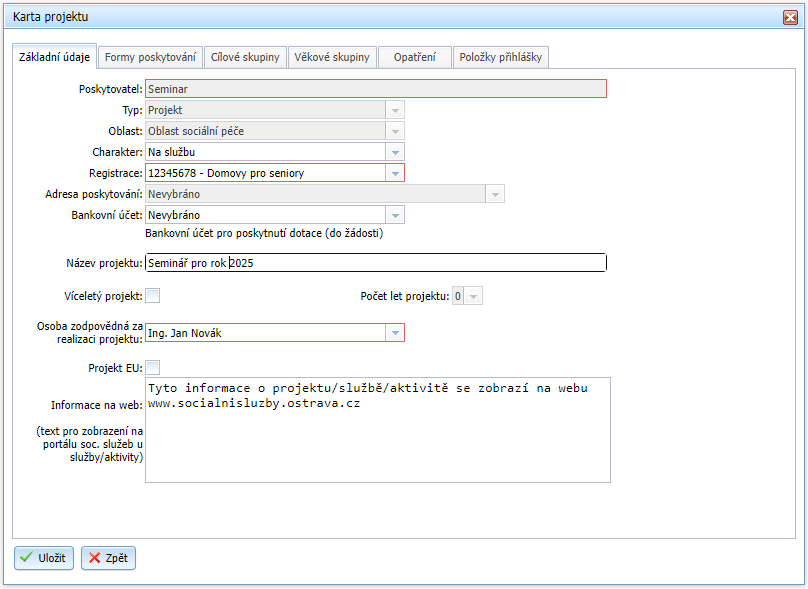 Karta projektu
Základní údaje Formy poskytování Cílové skupiny Věkové skupiny Opatření Položky přihlášky
Poskytovatel: Seminar
Typ: Projekt
Oblast: Oblast sociální péče
Charakter: Na službu
Registrace: 12345678 - Domovy pro seniory
Adresa poskytování: Nevybráno
Bankovní účet: Nevybráno
Bankovní účet pro poskytnutí dotace (do žádosti)
Název projektu: Seminář pro rok 2025
Víceletý projekt: Počet let projektu: 0
Osoba zodpovědná za
realizaci projektu: Ing. Jan Novák
Projekt EU:
Tyto informace o projektu/službě/aktivitě se zobrazí na webu
www.socialnisluzby.ostrava.cz
Informace na web:
(text pro zobrazení na
portálu soc. služeb u
služby/aktivity)
Uložit Zpět